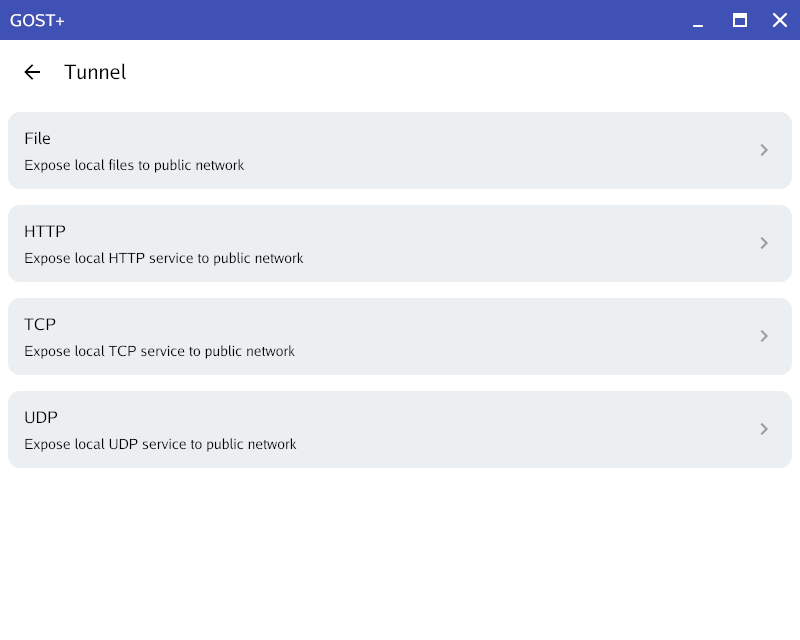 GOST+
Tunnel
File
Expose local files to public network
HTTP
Expose local HTTP service to public network
TCP
Expose local TCP service to public network
UDP
Expose local UDP service to public network